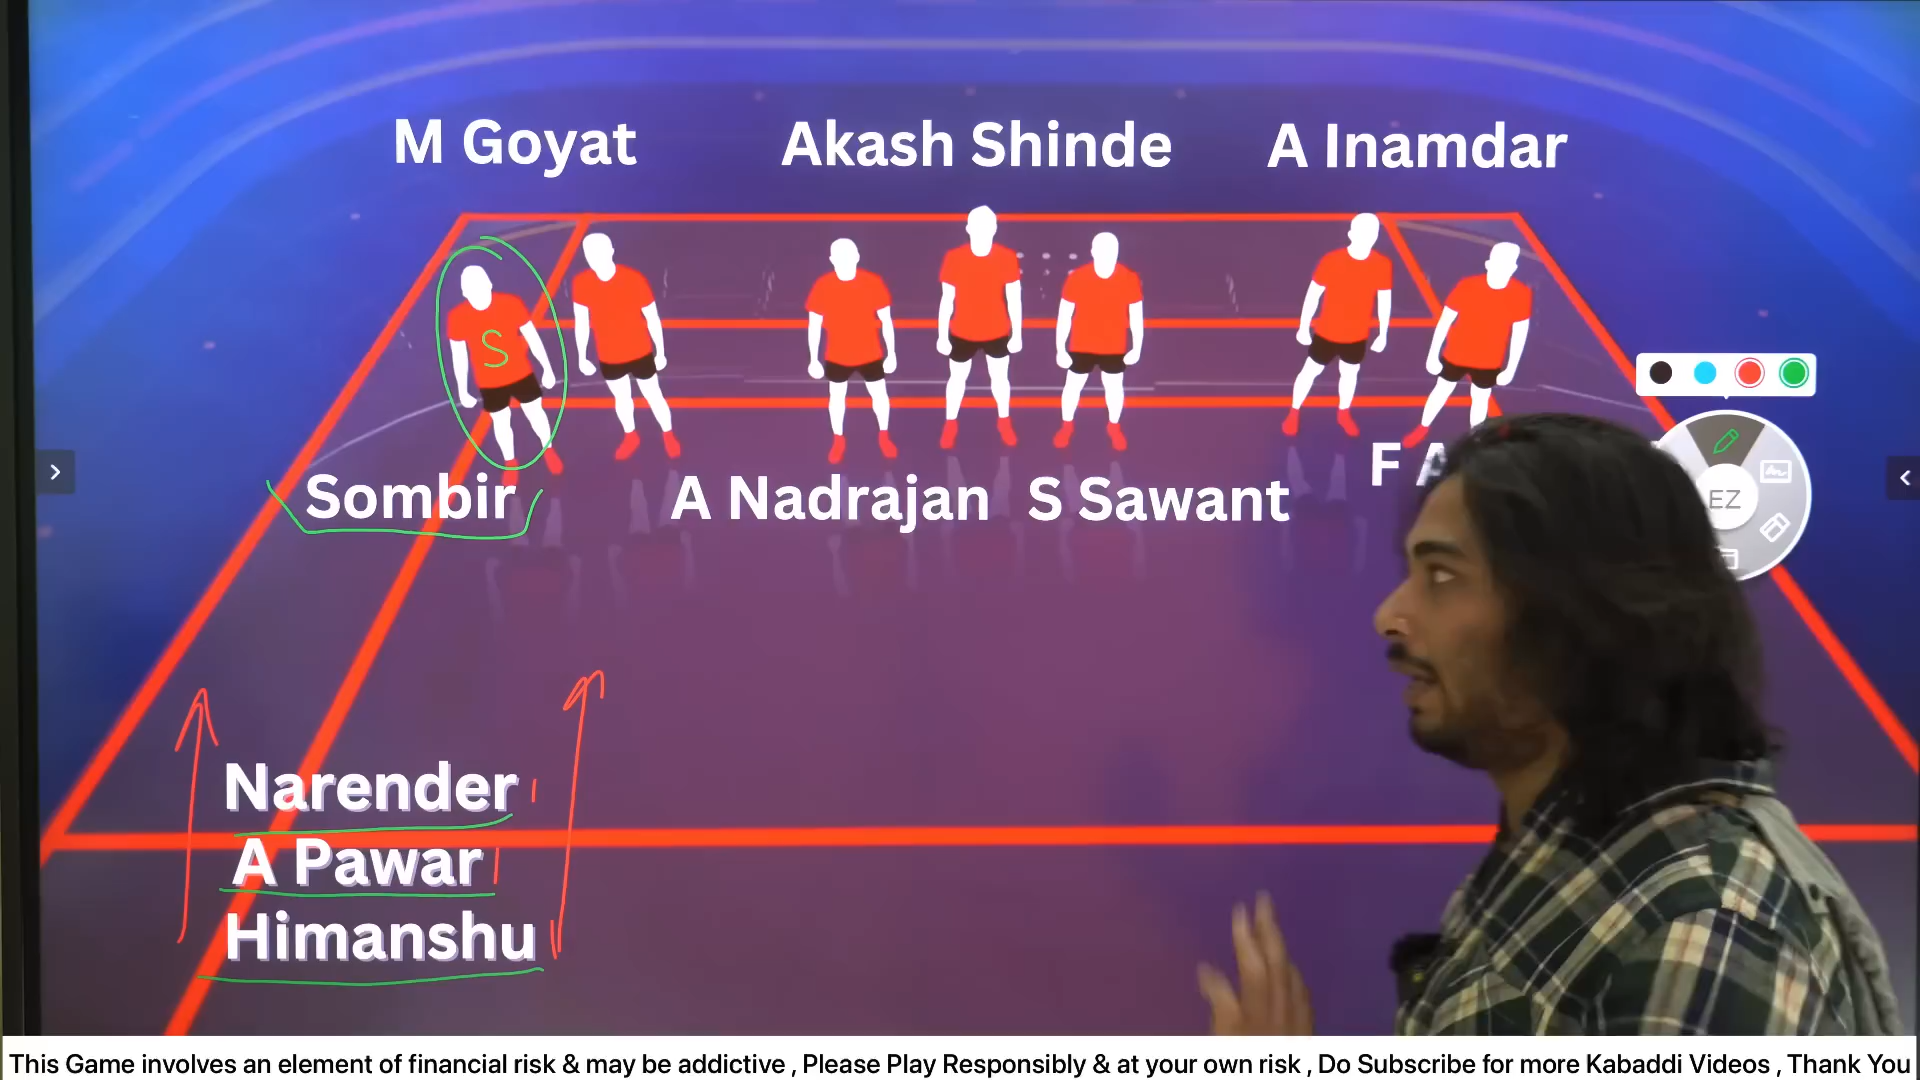 M Goyat Akash Shinde A Inamdar
S
Sombir A Nadrajan S Sawant F A
EZ
Narender
A Pawar
Himanshu
This Game involves an element of financial risk & may be addictive , Please Play Responsibly & at your own risk , Do Subscribe for more Kabaddi Videos , Thank You